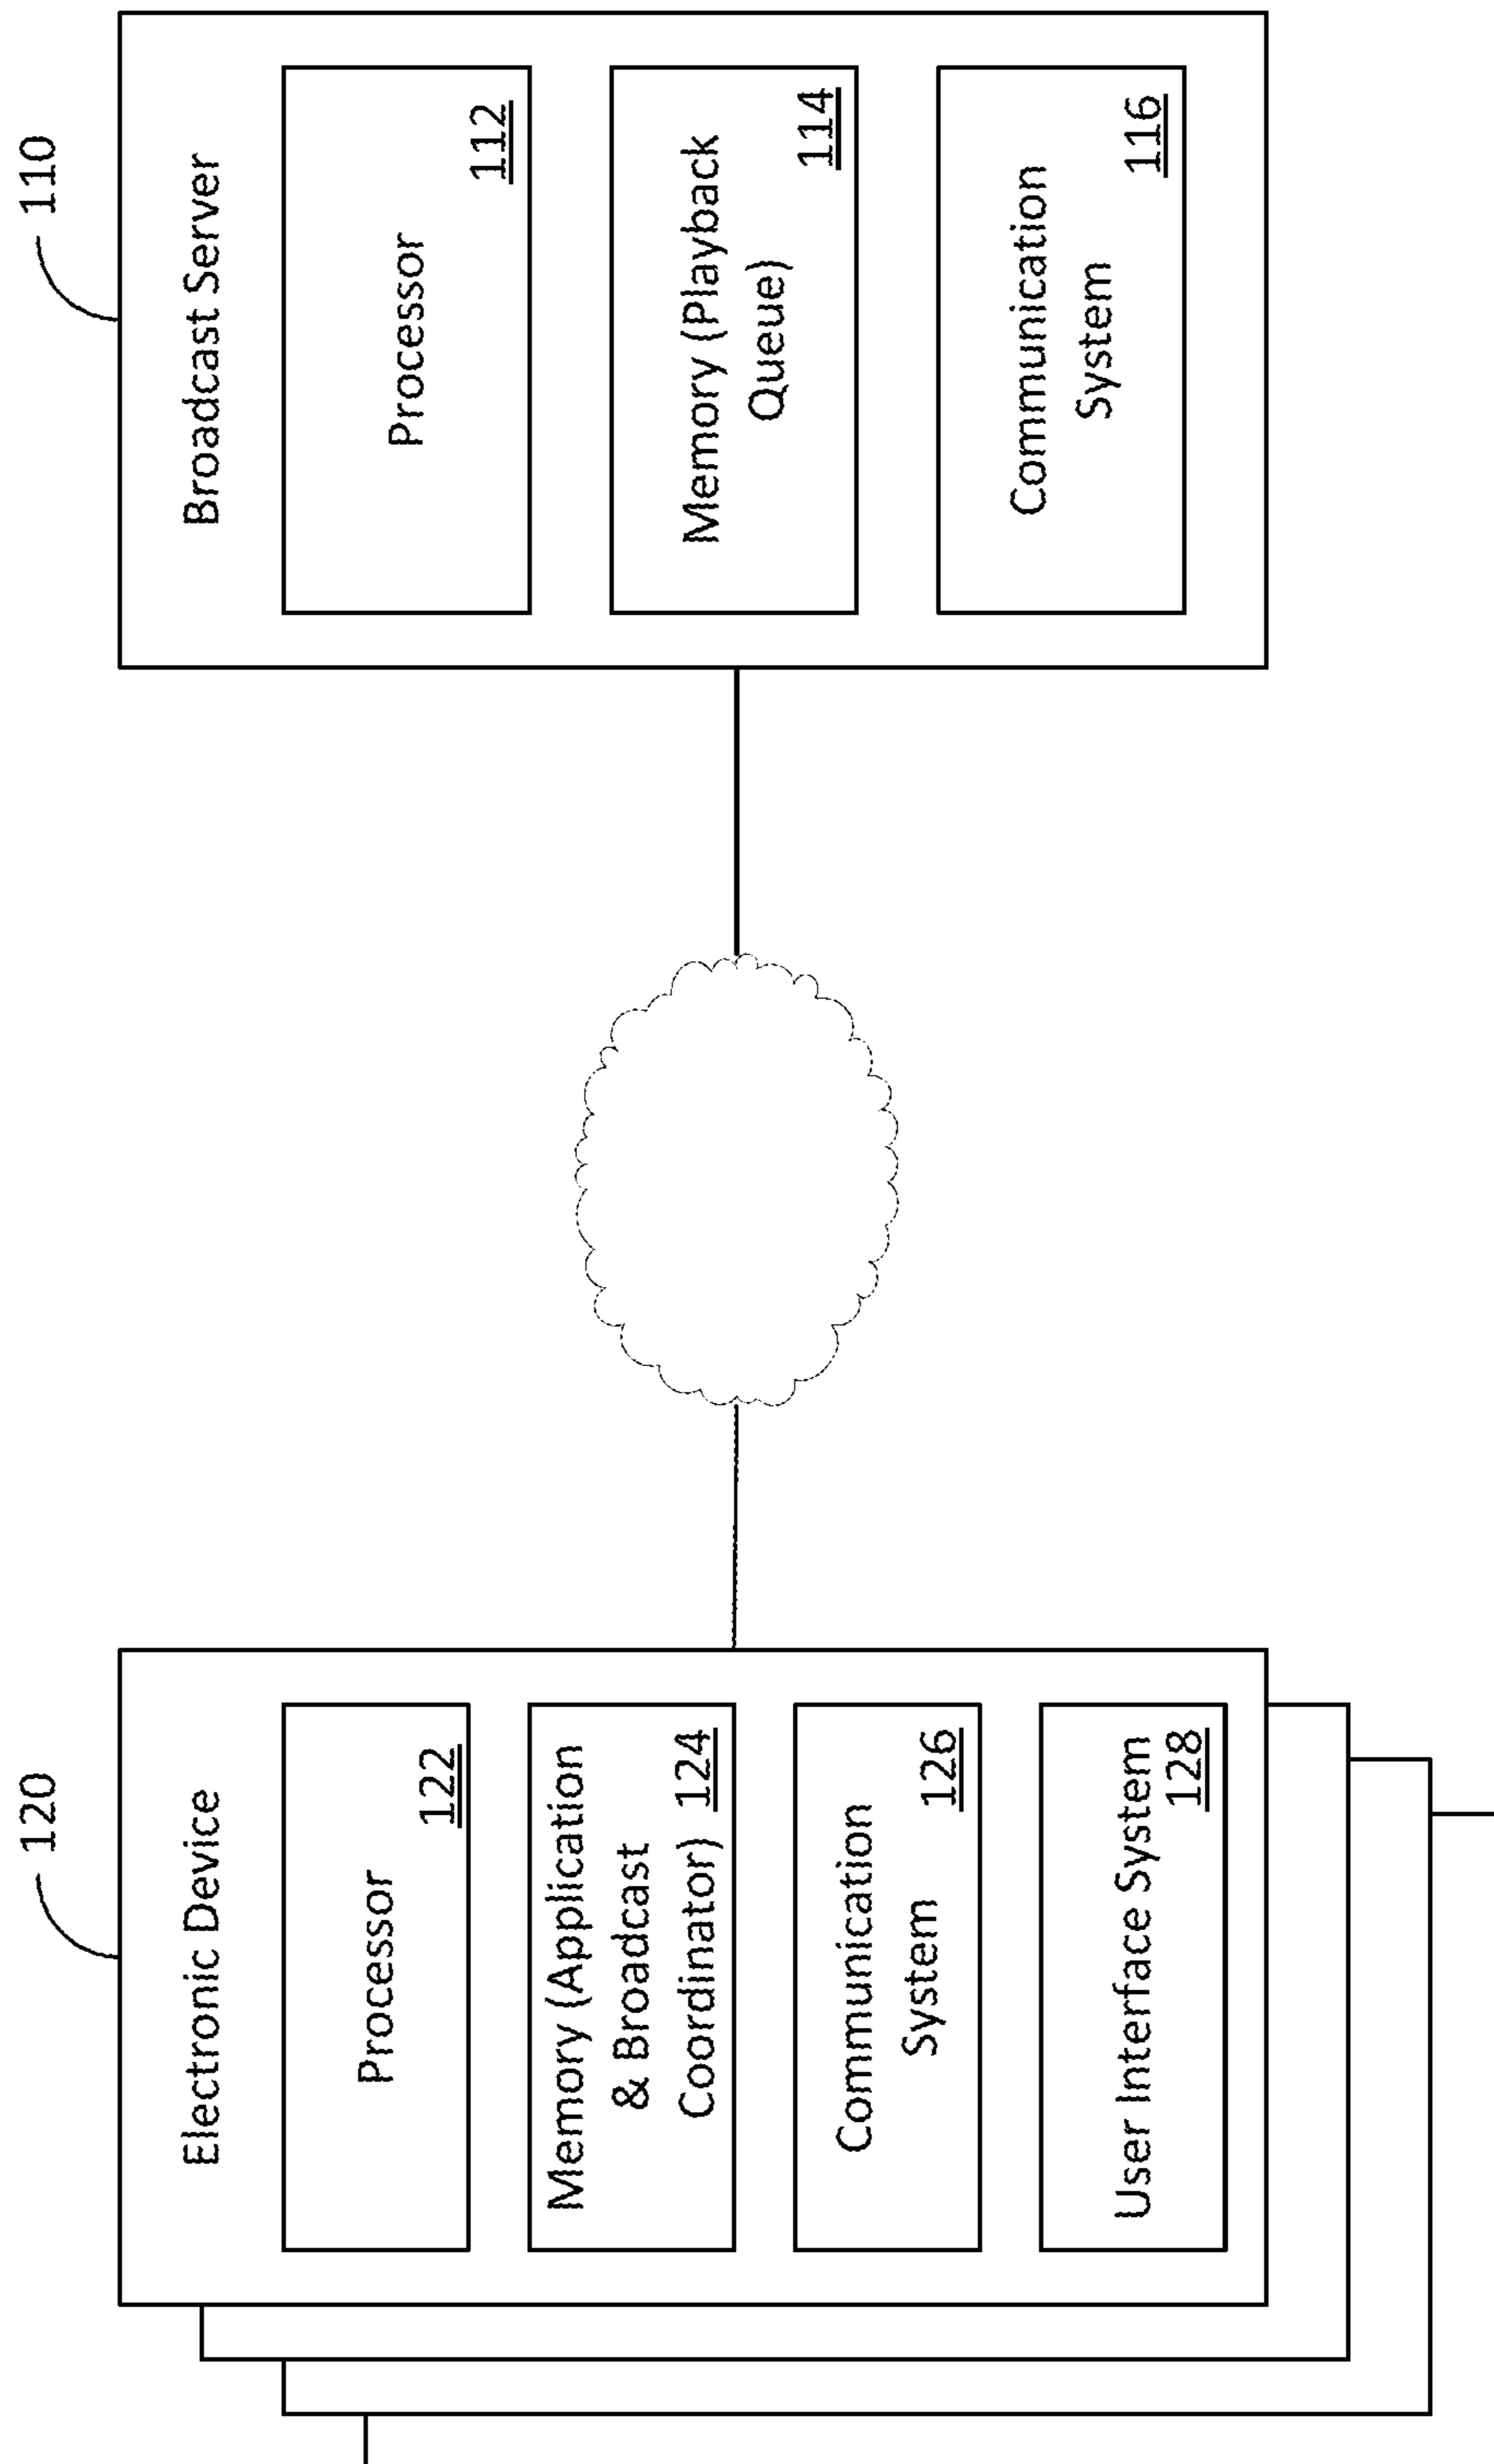 120
Electronic Device
Processor
122
Memory (Application
& Broadcast
Coordinator) 124
Communication
System
126
User Interface System
128
110
Broadcast Server
Processor
112
Memory (Playback
Queue)
114
Communication
System
116